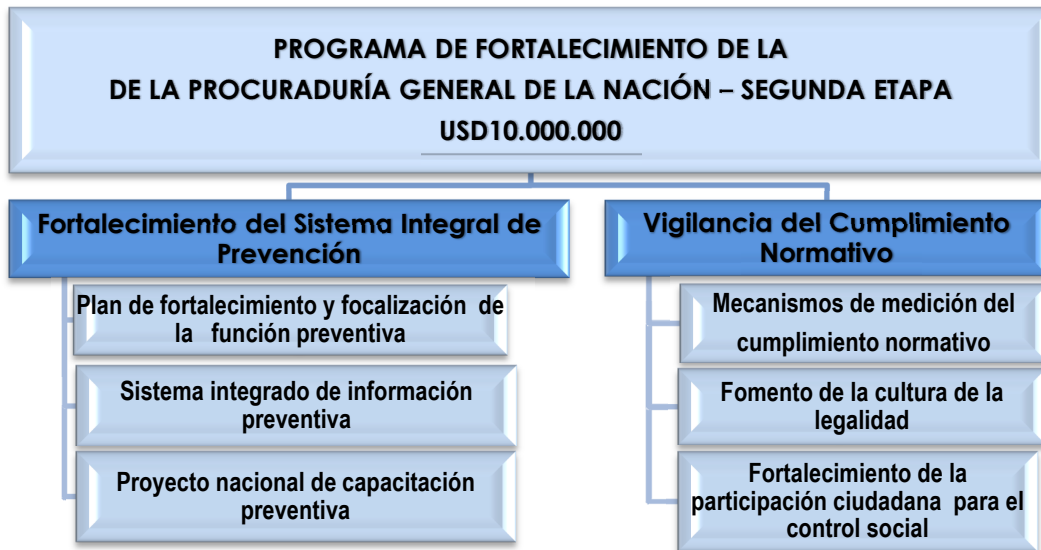 PROGRAMA DE FORTALECIMIENTO DE LA
DE LA PROCURADURÍA GENERAL DE LA NACIÓN – SEGUNDA ETAPA
USD10.000.000
Fortalecimiento del Sistema Integral de
Prevención
Plan de fortalecimiento y focalización de
la función preventiva
Sistema integrado de información
preventiva
Proyecto nacional de capacitación
preventiva
Vigilancia del Cumplimiento
Normativo
Mecanismos de medición del
cumplimiento normativo
Fomento de la cultura de la
legalidad
Fortalecimiento de la
participación ciudadana para el
control social